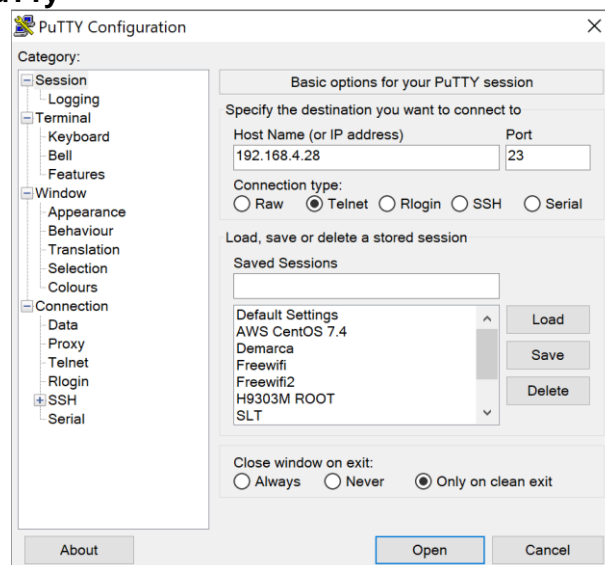 PuTTY Configuration
Category:
Session
Logging
Terminal
Keyboard
Bell
Features
Window
Appearance
Behaviour
Translation
Selection
Colours
Connection
Data
Proxy
Telnet
Rlogin
SSH
Serial
Basic options for your PuTTY session
Specify the destination you want to connect to
Host Name (or IP address) Port
192.168.4.28 23
Connection type:
Raw Telnet Rlogin SSH Serial
Load, save or delete a stored session
Saved Sessions
Default Settings
AWS CentOS 7.4
Demarca
Freewifi
Freewifi2
H9303M ROOT
SLT
Load
Save
Delete
Close window on exit:
Always Never Only on clean exit
About Open Cancel